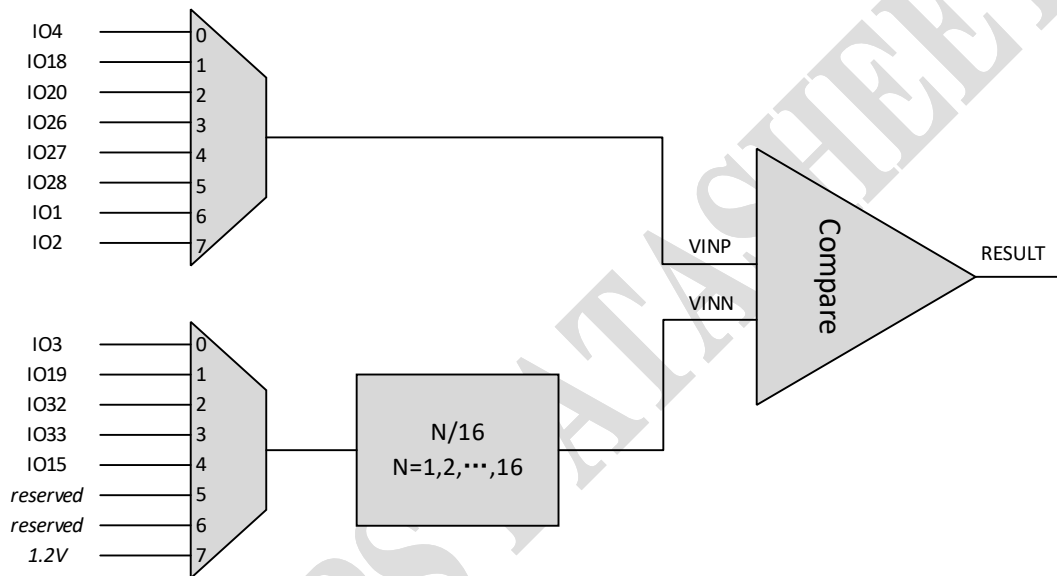 IO4 0
IO18 1
IO20 2
IO26 3
IO27 4
IO28 5
IO1 6
IO2 7
VINP
VINN
Compare
RESULT
IO3 0
IO19 1
IO32 2
IO33 3
IO15 4
reserved 5
reserved 6
1.2V 7
N/16
N=1,2,⋯,16